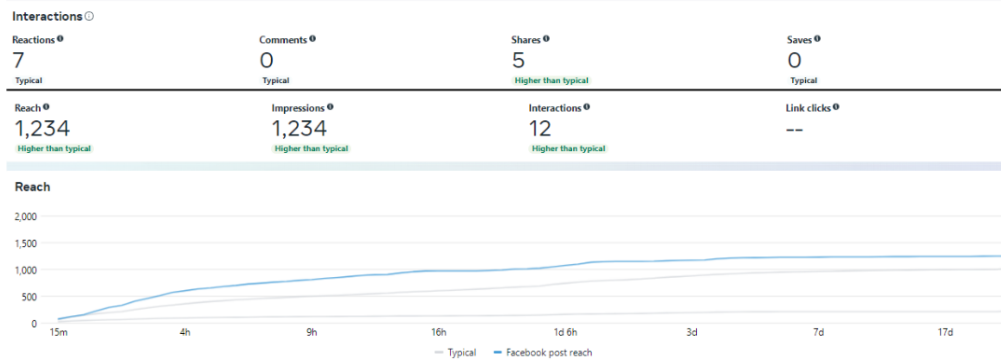 Interactions
Reactions Comments Shares Saves
7 0 5 0
Typical Typical Higher than typical Typical
Reach Impressions Interactions Link clicks
1,234 1,234 12 --
Higher than typical Higher than typical Higher than typical
Reach
2,000
1,500
1,000
500
0
15m 4h 9h 16h 1d 6h 3d 7d 17d
Typical Facebook post reach